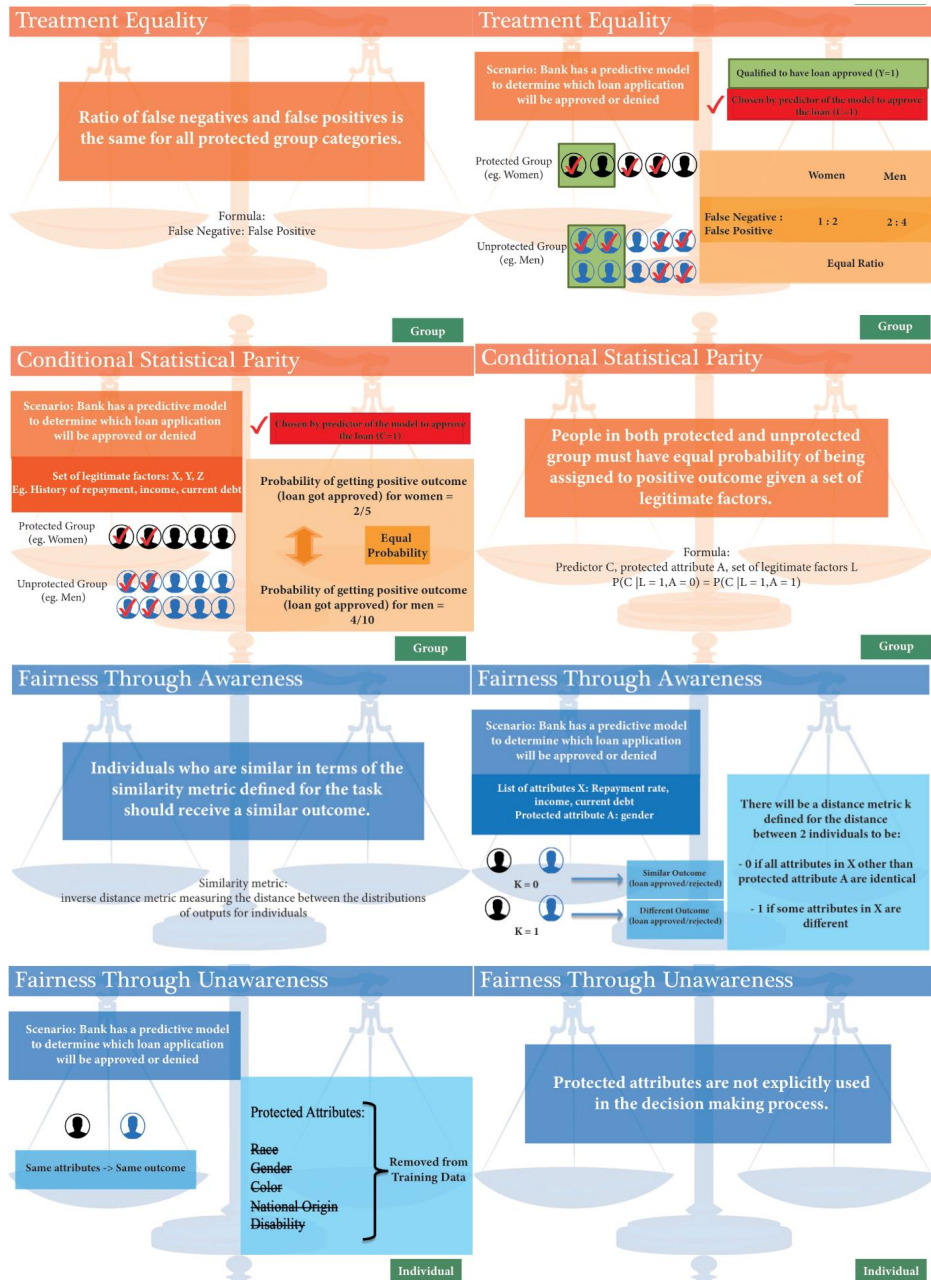 Treatment Equality
Ratio of false negatives and false positives is
the same for all protected group categories.
Formula:
False Negative: False Positive
Group
Treatment Equality
Scenario: Bank has a predictive model
to determine which loan application
will be approved or denied
Qualified to have loan approved (Y=1)
Chosen by predictor of the model to approve
the loan (C=1)
Protected Group
(eg. Women)
Unprotected Group
(eg. Men)
Women Men
False Negative :
False Positive
1 : 2 2 : 4
Equal Ratio
Group
Conditional Statistical Parity
Scenario: Bank has a predictive model
to determine which loan application
will be approved or denied
Chosen by predictor of the model to approve
the loan (C=1)
Set of legitimate factors: X, Y, Z
Eg. History of repayment, income, current debt
Protected Group
(eg. Women)
Unprotected Group
(eg. Men)
Probability of getting positive outcome
(loan got approved) for women =
2/5
Equal
Probability
Probability of getting positive outcome
(loan got approved) for men =
4/10
Group
Conditional Statistical Parity
People in both protected and unprotected
group must have equal probability of being
assigned to positive outcome given a set of
legitimate factors.
Formula:
Predictor C, protected attribute A, set of legitimate factors L
P(C |L = 1,A = 0) = P(C |L = 1,A = 1)
Group
Fairness Through Awareness
Individuals who are similar in terms of the
similarity metric defined for the task
should receive a similar outcome.
Similarity metric:
inverse distance metric measuring the distance between the distributions
of outputs for individuals
Fairness Through Awareness
Scenario: Bank has a predictive model
to determine which loan application
will be approved or denied
List of attributes X: Repayment rate,
income, current debt
Protected attribute A: gender
K = 0
Similar Outcome
(loan approved/rejected)
K = 1
Different Outcome
(loan approved/rejected)
There will be a distance metric k
defined for the distance
between 2 individuals to be:
- 0 if all attributes in X other than
protected attribute A are identical
- 1 if some attributes in X are
different
Fairness Through Unawareness
Scenario: Bank has a predictive model
to determine which loan application
will be approved or denied
Same attributes -> Same outcome
Protected Attributes:
Race
Gender
Color
National Origin
Disability
Removed from
Training Data
Individual
Fairness Through Unawareness
Protected attributes are not explicitly used
in the decision making process.
Individual